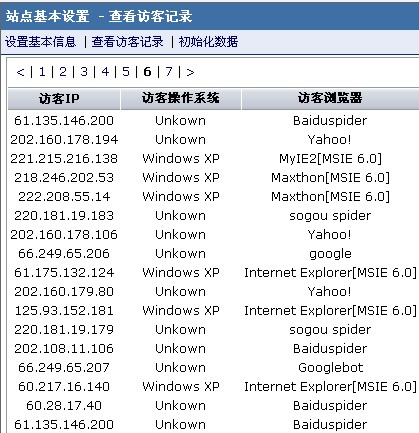 站点基本设置 - 查看访客记录
设置基本信息 | 查看访客记录 | 初始化数据
< | 1 | 2 | 3 | 4 | 5 | 6 | 7 | >
访客IP 访客操作系统 访客浏览器
61.135.146.200 Unkown Baiduspider
202.160.178.194 Unkown Yahoo!
221.215.216.138 Windows XP MyIE2[MSIE 6.0]
218.246.202.53 Windows XP Maxthon[MSIE 6.0]
222.208.55.14 Windows XP Maxthon[MSIE 6.0]
220.181.19.183 Unkown sogou spider
202.160.178.106 Unkown Yahoo!
66.249.65.206 Unkown google
61.175.132.124 Windows XP Internet Explorer[MSIE 6.0]
202.160.179.80 Unkown Yahoo!
125.93.152.181 Windows XP Internet Explorer[MSIE 6.0]
220.181.19.179 Unkown sogou spider
202.108.11.106 Unkown Baiduspider
66.249.65.207 Unkown Googlebot
60.217.16.140 Windows XP Internet Explorer[MSIE 6.0]
60.28.17.40 Unkown Baiduspider
61.135.146.200 Unkown Baiduspider